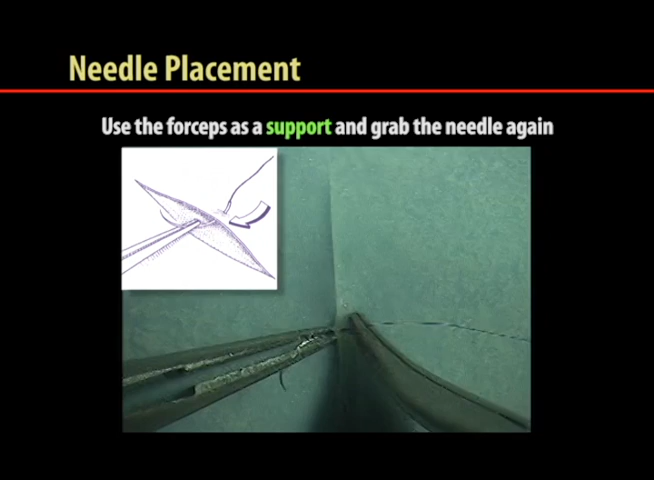 Needle Placement
Use the forceps as a support and grab the needle again